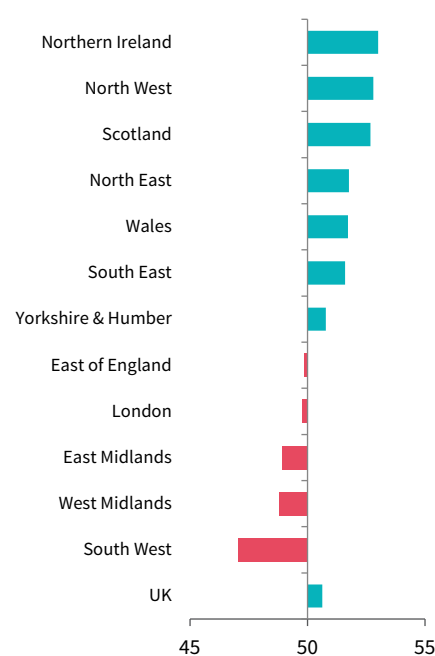 Northern Ireland
North West
Scotland
North East
Wales
South East
Yorkshire & Humber
East of England
London
East Midlands
West Midlands
South West
UK
45 50 55